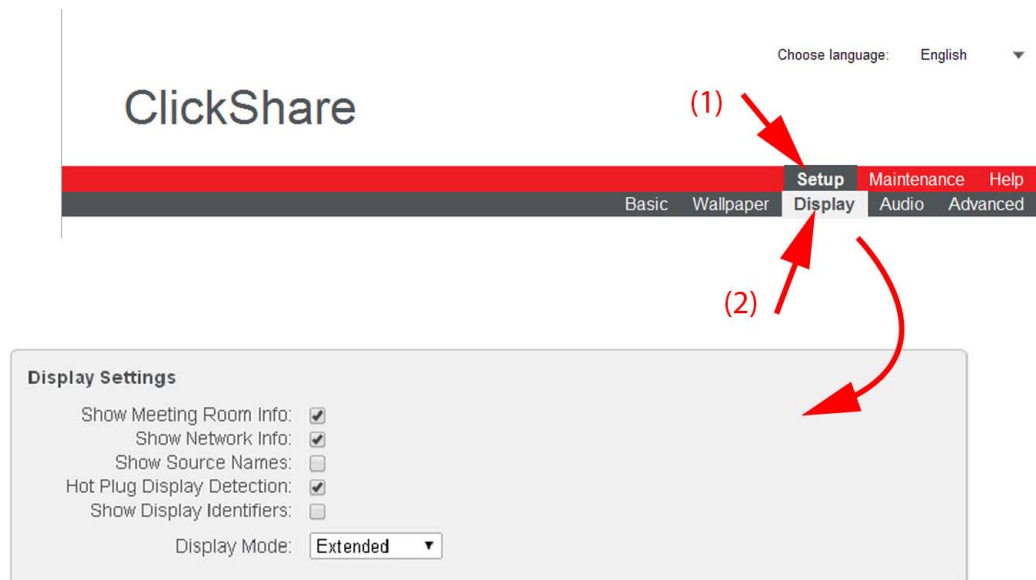 Choose language: English
ClickShare
(1)
Setup Maintenance Help
Basic Wallpaper Display Audio Advanced
(2)
Display Settings
Show Meeting Room Info:
Show Network Info:
Show Source Names:
Hot Plug Display Detection:
Show Display Identifiers:
Display Mode: Extended